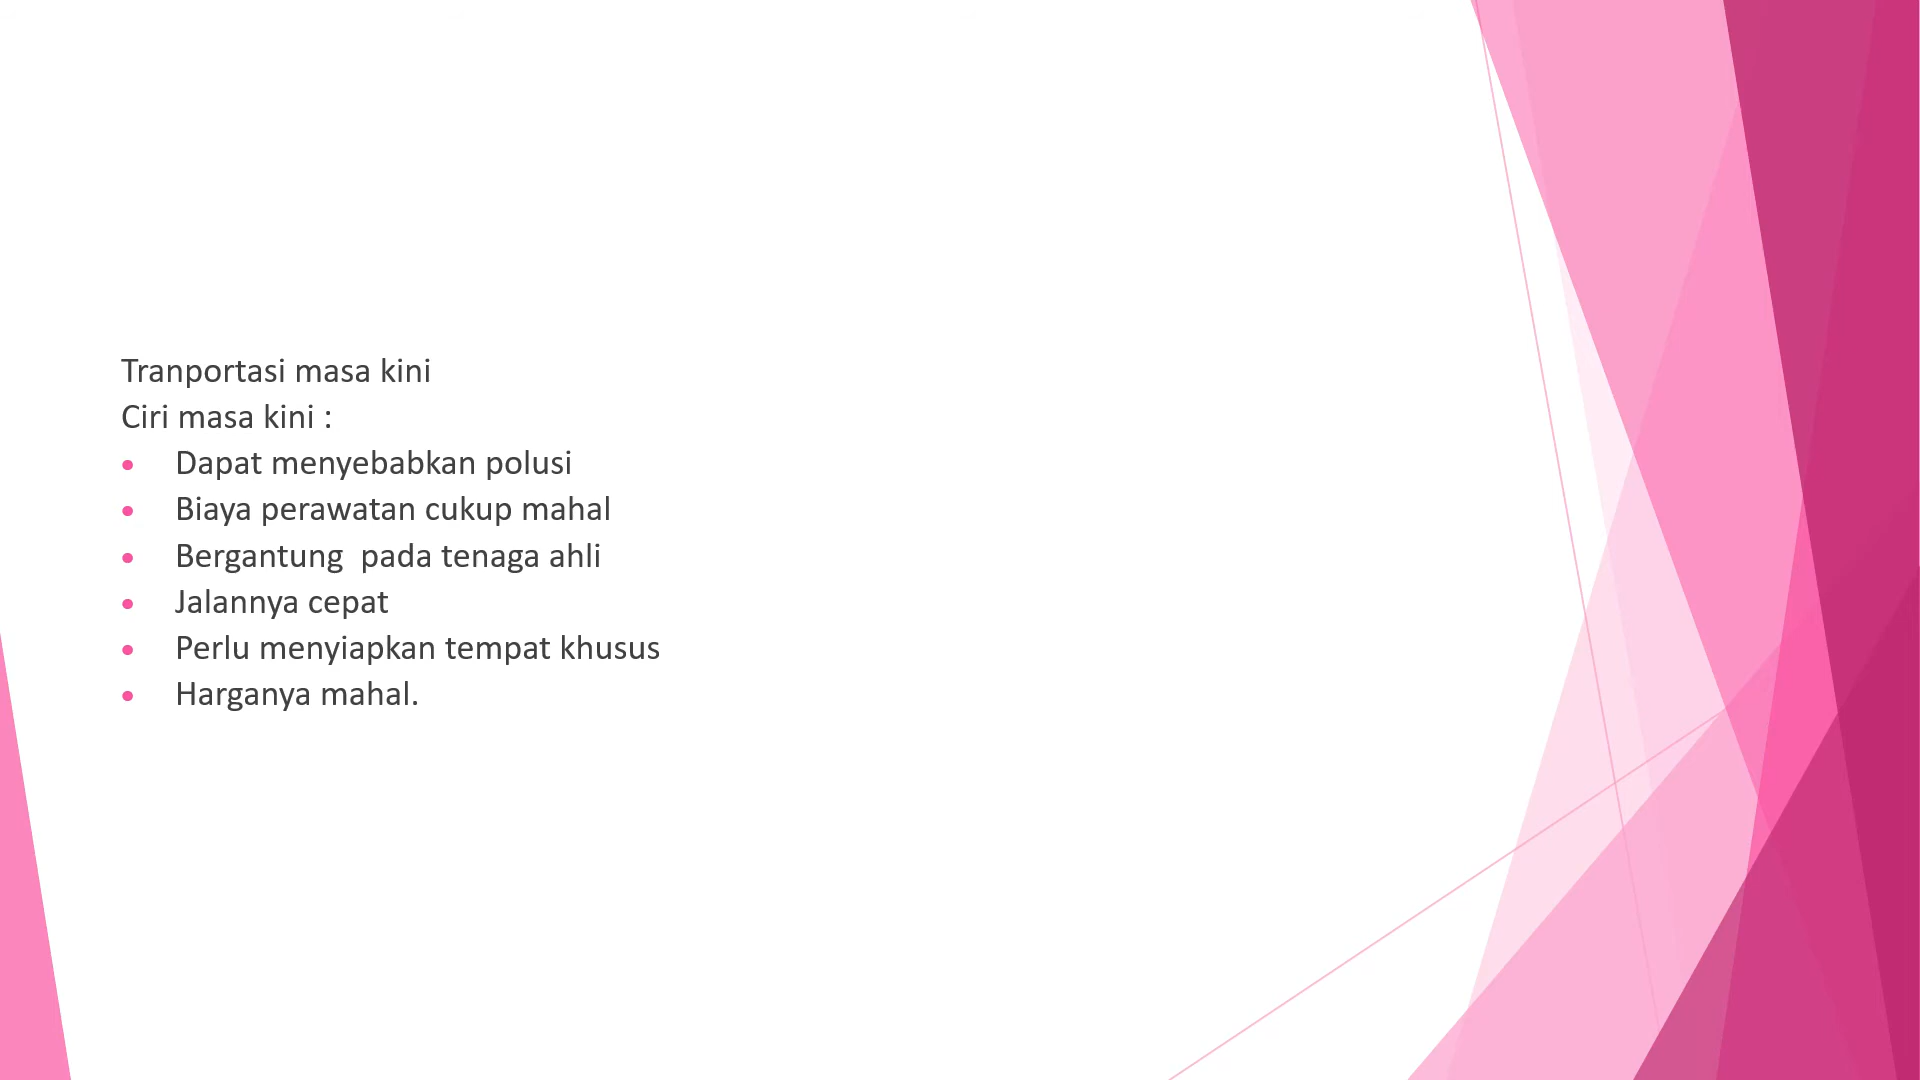 Tranportasi masa kini
Ciri masa kini :
• Dapat menyebabkan polusi
• Biaya perawatan cukup mahal
• Bergantung  pada tenaga ahli
• Jalannya cepat
• Perlu menyiapkan tempat khusus
• Harganya mahal.